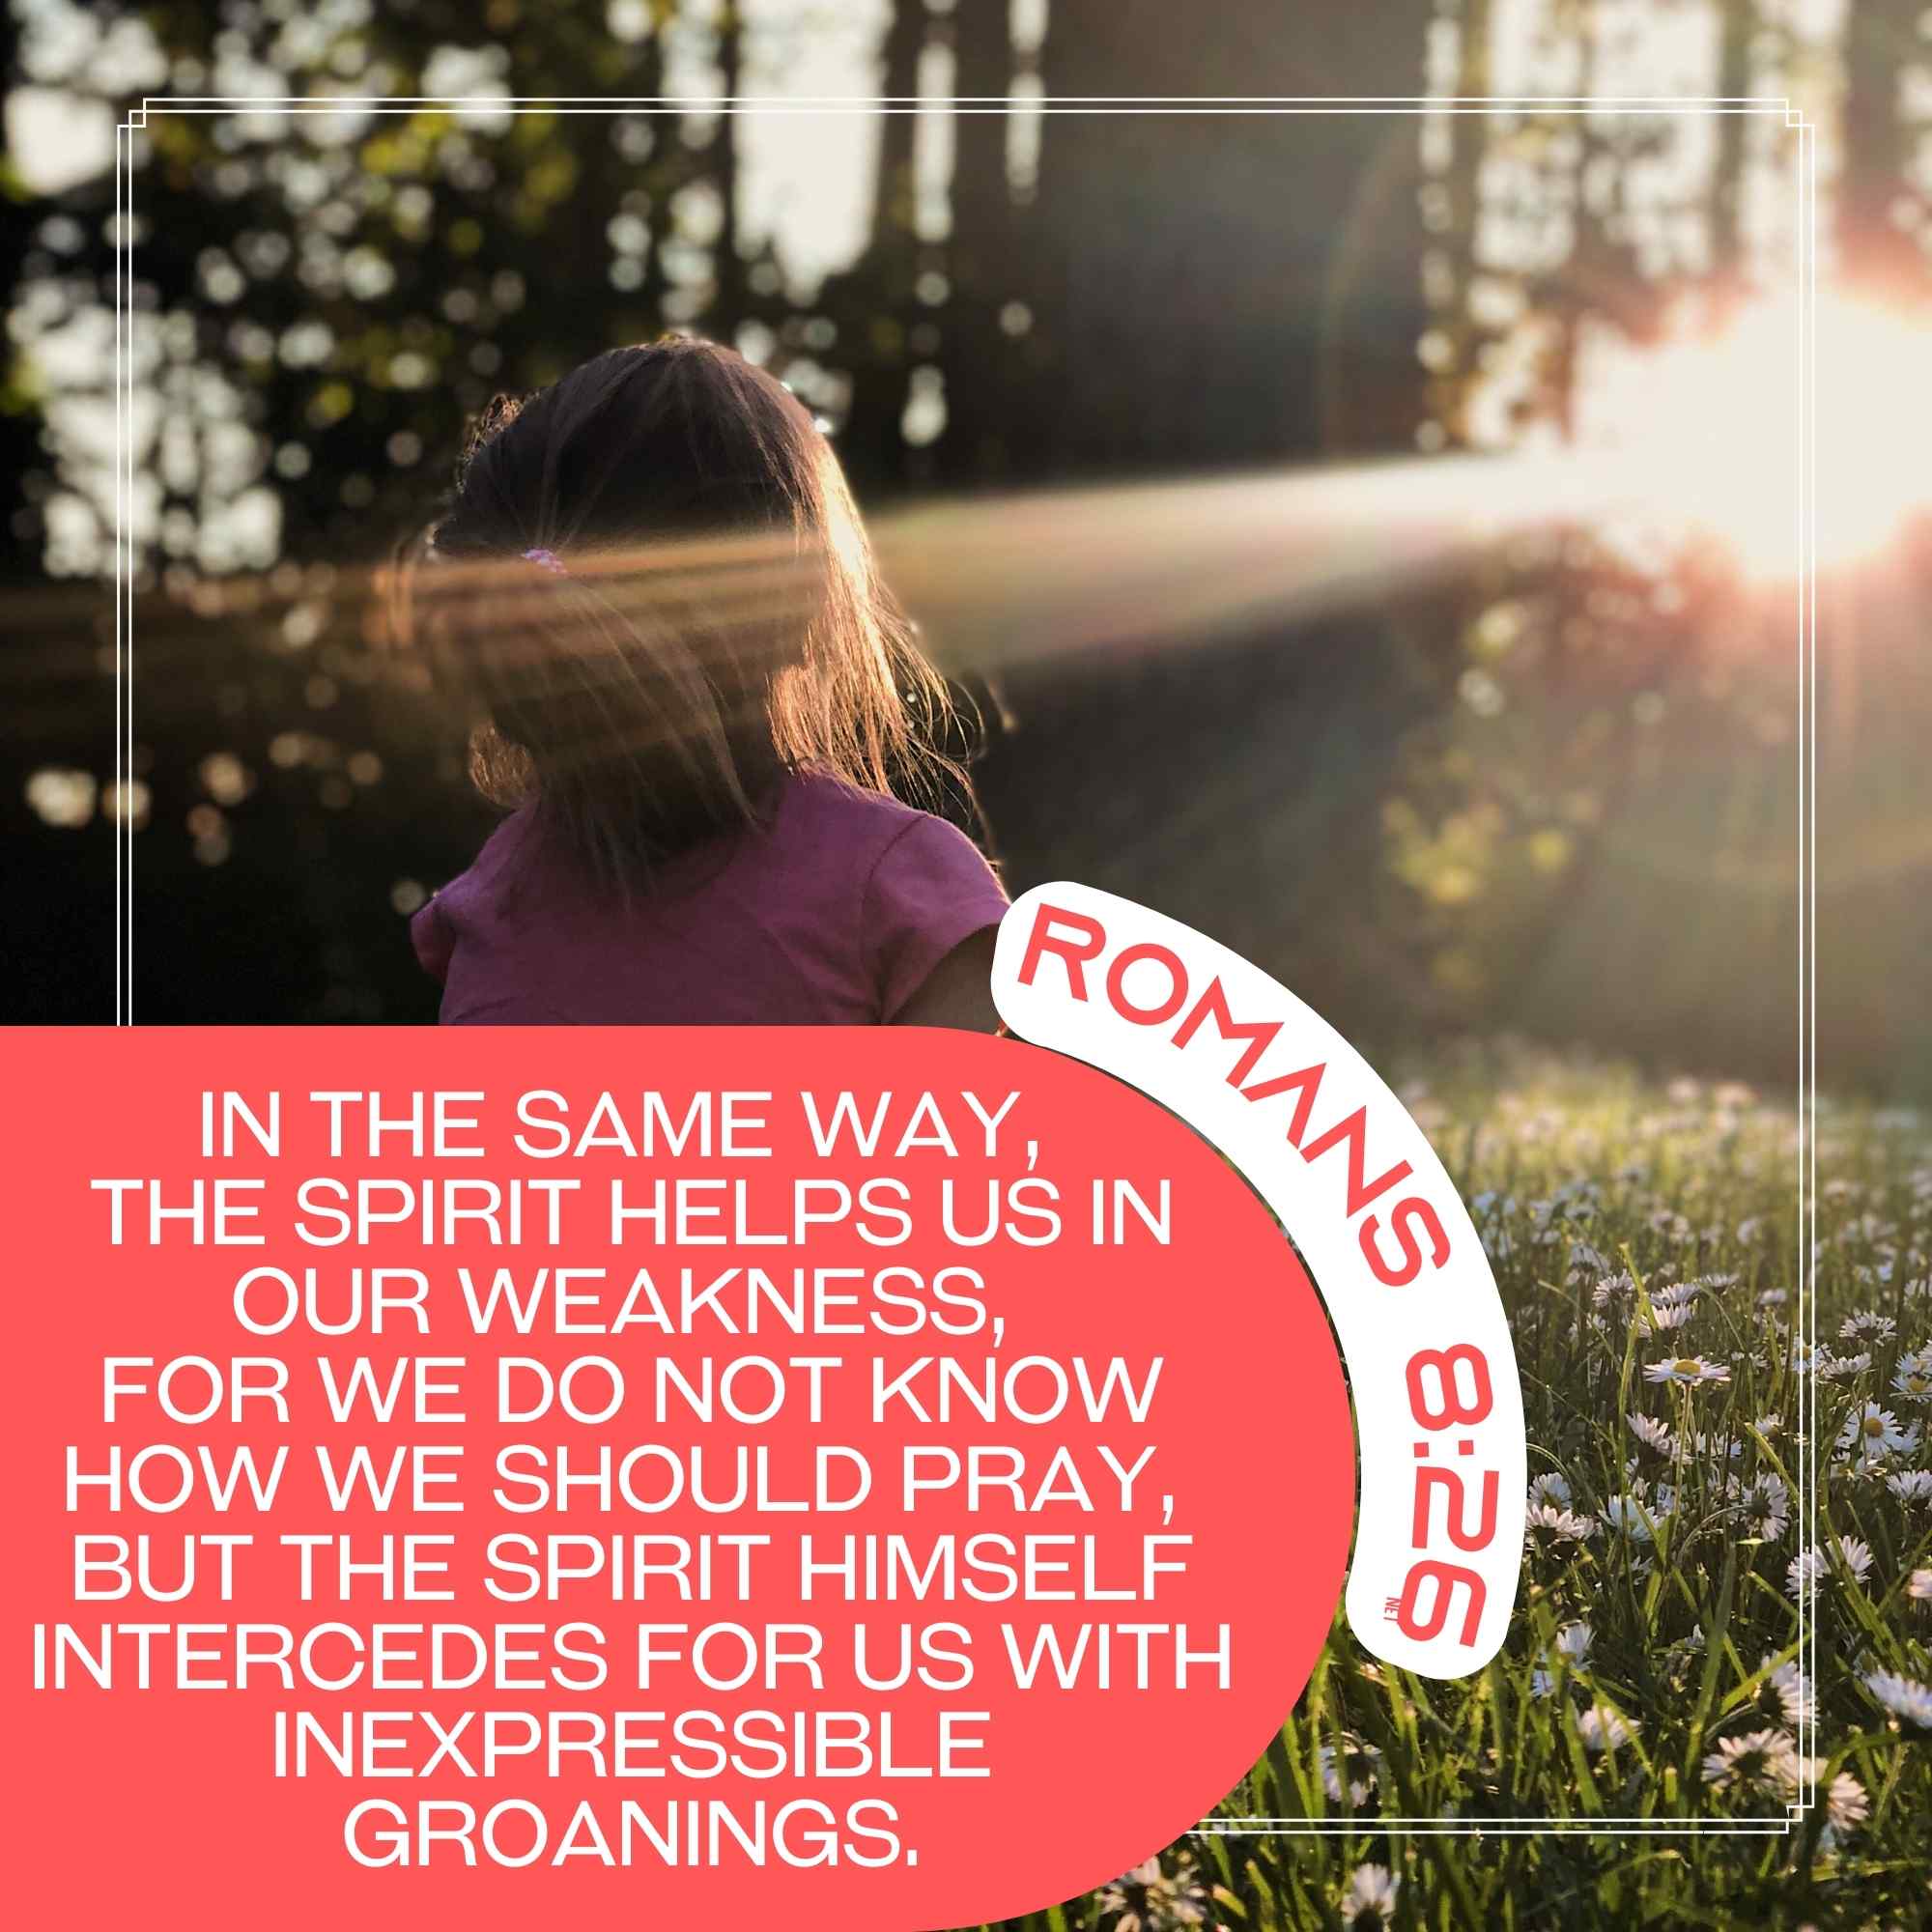 IN THE SAME WAY,
THE SPIRIT HELPS US IN
OUR WEAKNESS,
FOR WE DO NOT KNOW
HOW WE SHOULD PRAY,
BUT THE SPIRIT HIMSELF
INTERCEDES FOR US WITH
INEXPRESSIBLE
GROANINGS.
ROMANS 8:26
NET